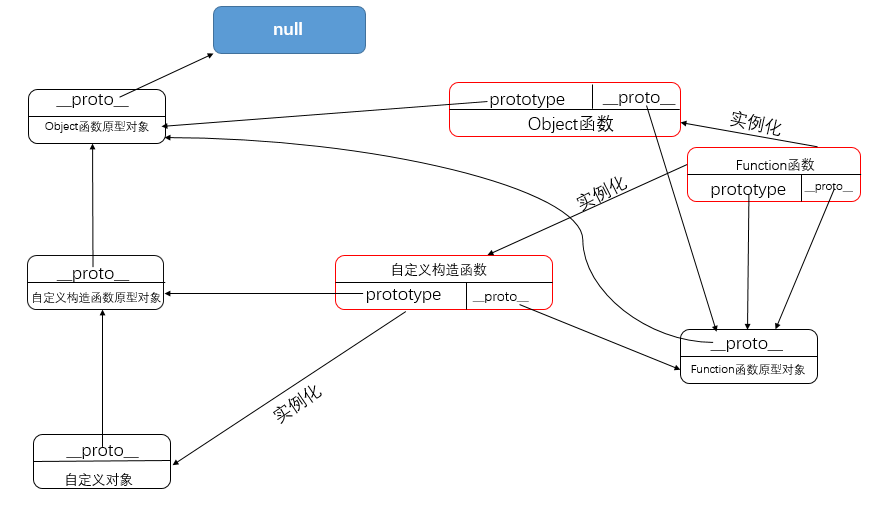 null
__proto__
Object函数原型对象
prototype
__proto__
Object函数
实例化
Function函数
prototype
__proto__
实例化
__proto__
自定义构造函数原型对象
自定义构造函数
prototype
__proto__
__proto__
Function函数原型对象
实例化
__proto__
自定义对象